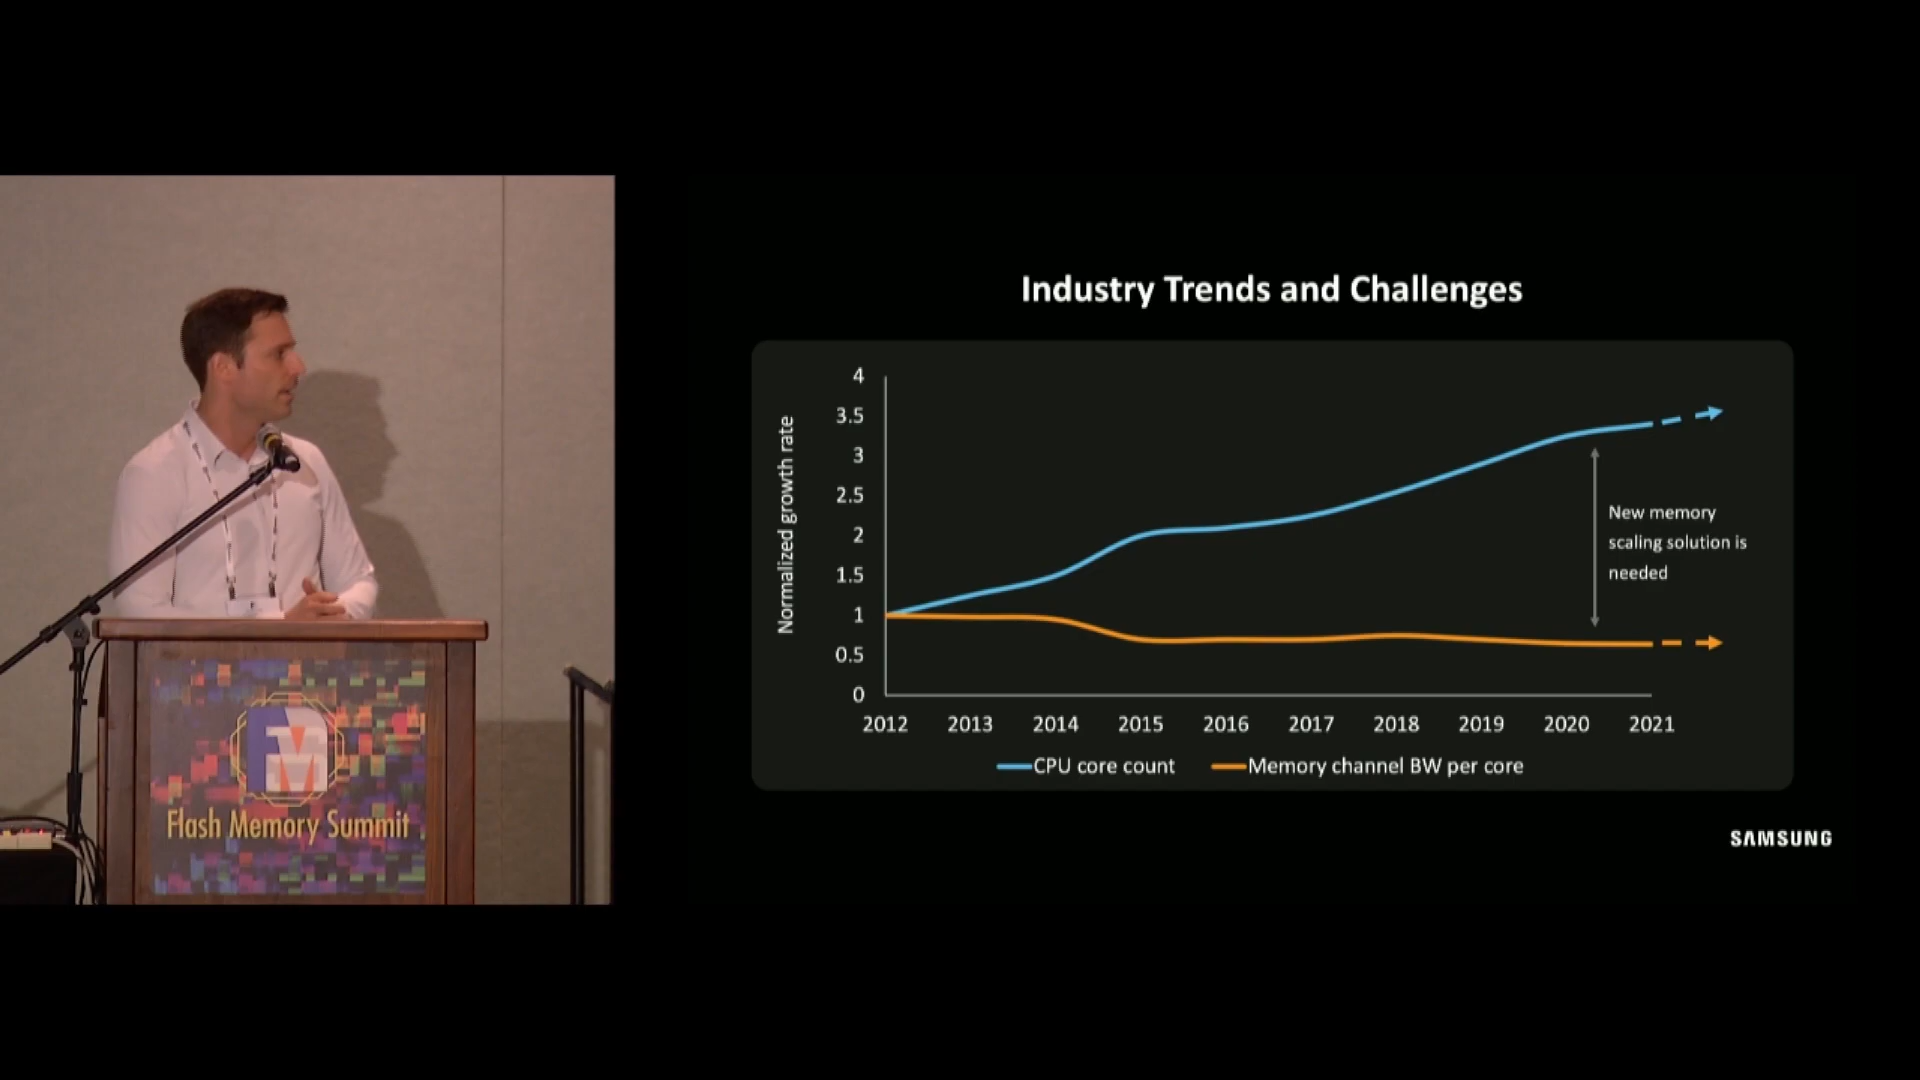 Industry Trends and Challenges
Normalized growth rate
4
3.5
3
2.5
2
1.5
1
0.5
0
2012 2013 2014 2015 2016 2017 2018 2019 2020 2021
New memory
scaling solution is
needed
CPU core count
Memory channel BW per core
SAMSUNG
Flash Memory Summit